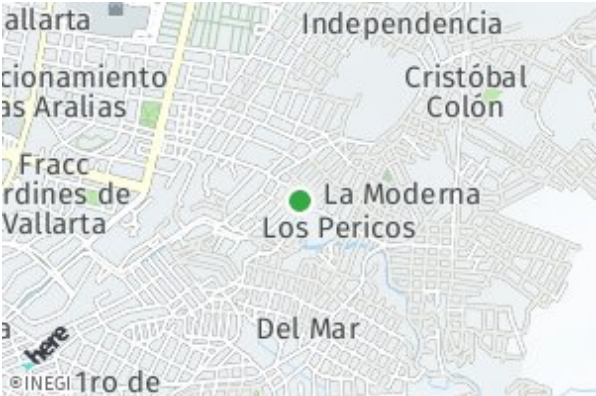 allarta
Independencia
cionamiento
as Aralias
Cristóbal
Colón
Fracc
rdines de
Vallarta
La Moderna
Los Pericos
Del Mar
a
here
©INEGI
1ro de